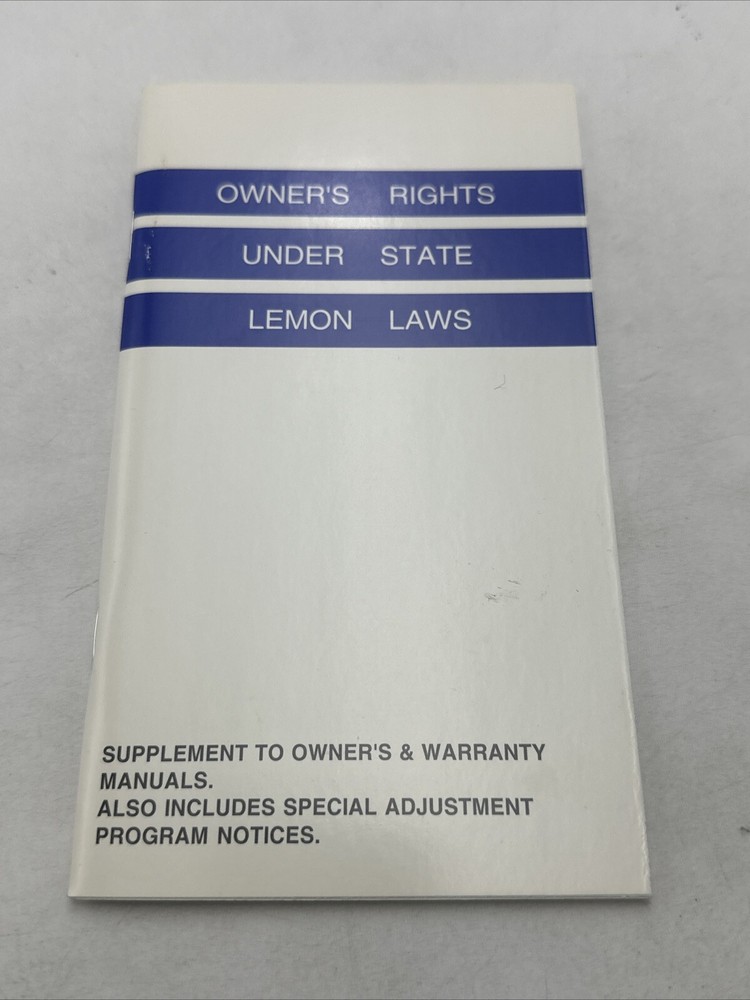 OWNER'S RIGHTS
UNDER STATE
LEMON LAWS
SUPPLEMENT TO OWNER'S & WARRANTY
MANUALS.
ALSO INCLUDES SPECIAL ADJUSTMENT
PROGRAM NOTICES.